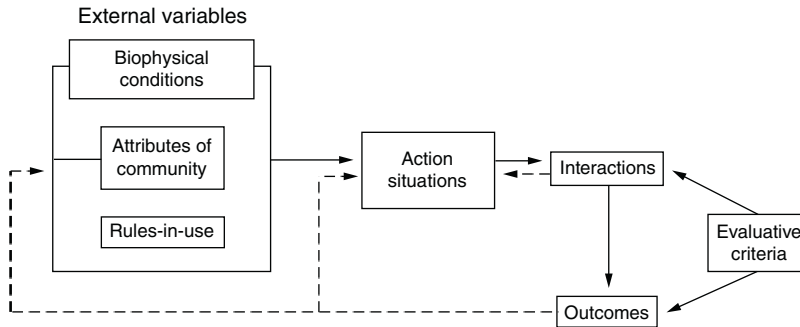 External variables
Biophysical
conditions
Attributes of
community
Rules-in-use
Action
situations
Interactions
Evaluative
criteria
Outcomes